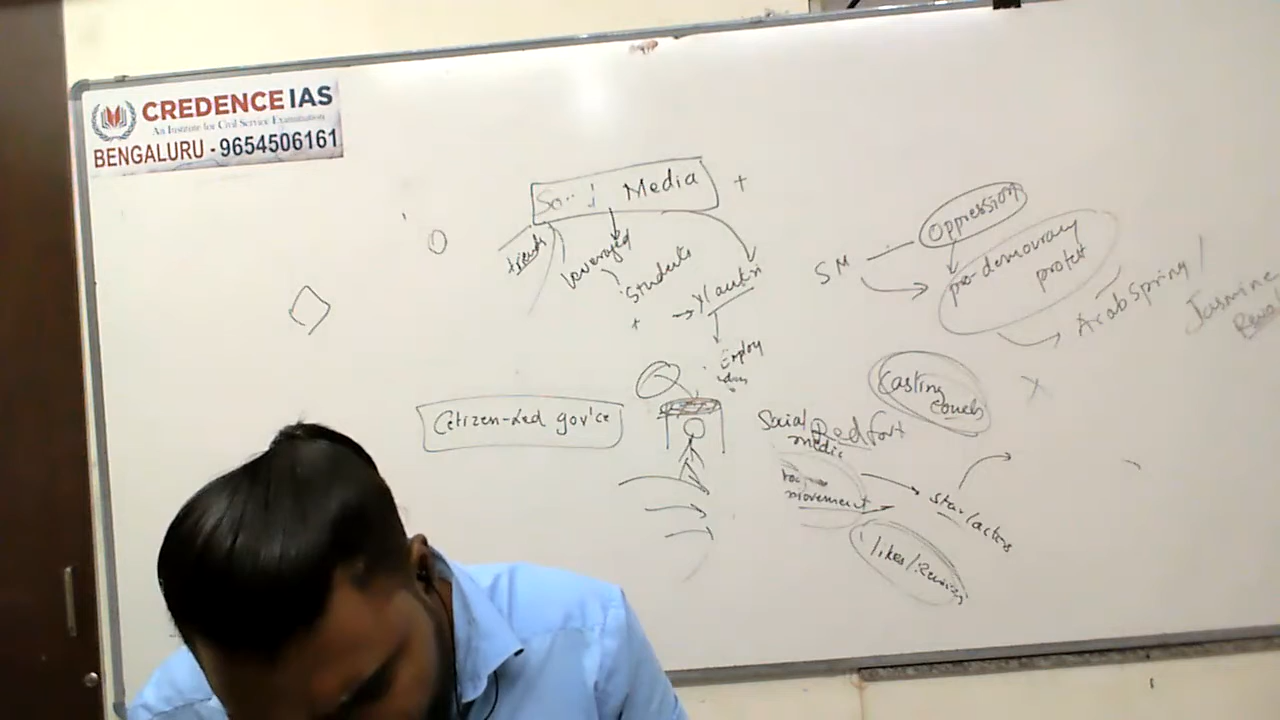 CREDENCE IAS
An Institute for Civil Service Examination
BENGALURU - 9654506161
Media +
leveraged
Students
+
SM
Oppression
pro-democracy
protest
Arab Spring /
Jasmine
Citizen-Led gov'ce
Casting
couch
X
Social
media
Red fort
movement
star/actors
likes/